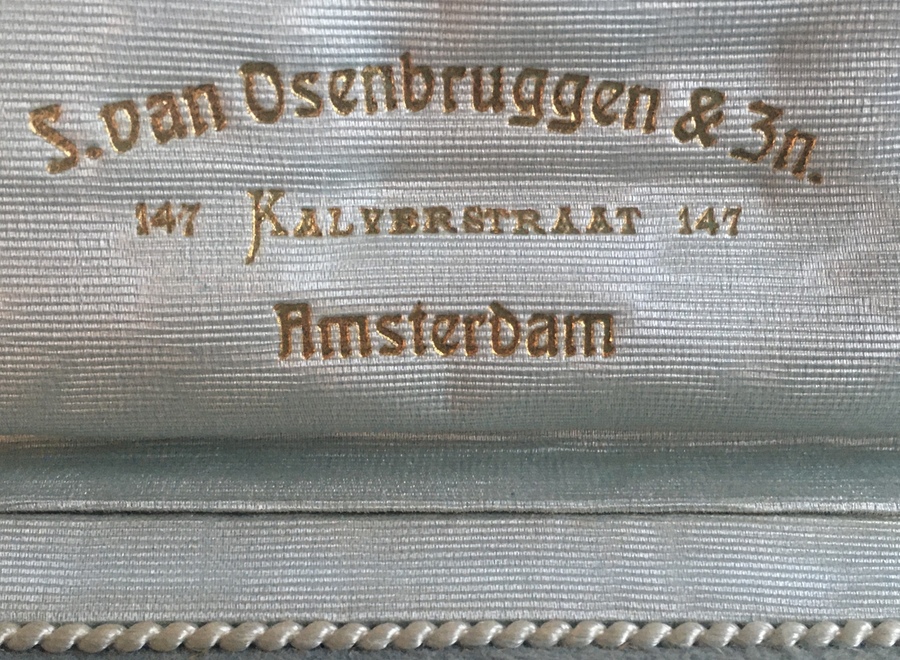 S. van Osenbruggen & Zn.
147 KALVERSTRAAT 147
Amsterdam